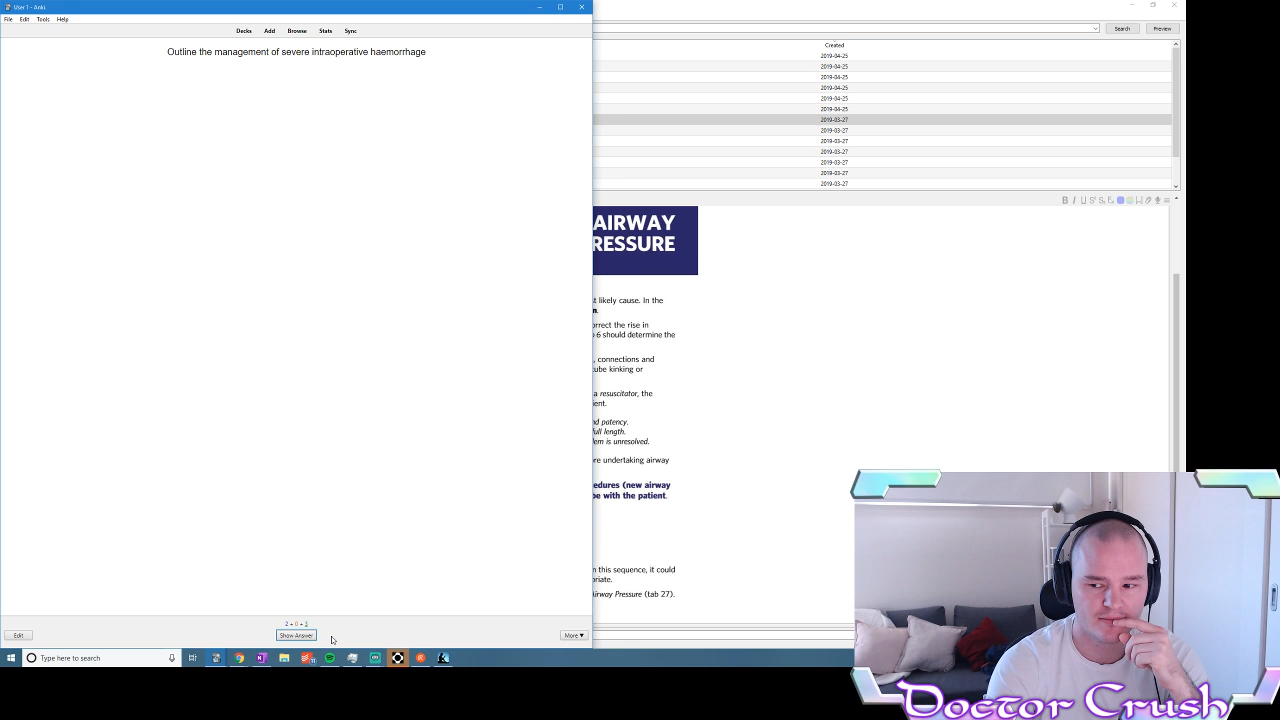 User 1 - Anki
File Edit Tools Help
Decks Add Browse Stats Sync
Outline the management of severe intraoperative haemorrhage
2 + 0 + 3
Edit
Show Answer
More ▼
Search Preview
Created
2019-04-25
2019-04-25
2019-04-25
2019-04-25
2019-04-25
2019-04-25
2019-03-27
2019-03-27
2019-03-27
2019-03-27
2019-03-27
2019-03-27
2019-03-27
AIRWAY
RESSURE
t likely cause. In the
n.
orrect the rise in
6 should determine the
, connections and
ube kinking or
a resuscitator, the
ient.
nd patency.
full length.
lem is unresolved.
re undertaking airway
edures (new airway
be with the patient.
n this sequence, it could
riate.
Airway Pressure (tab 27).
Type here to search
Doctor Crush